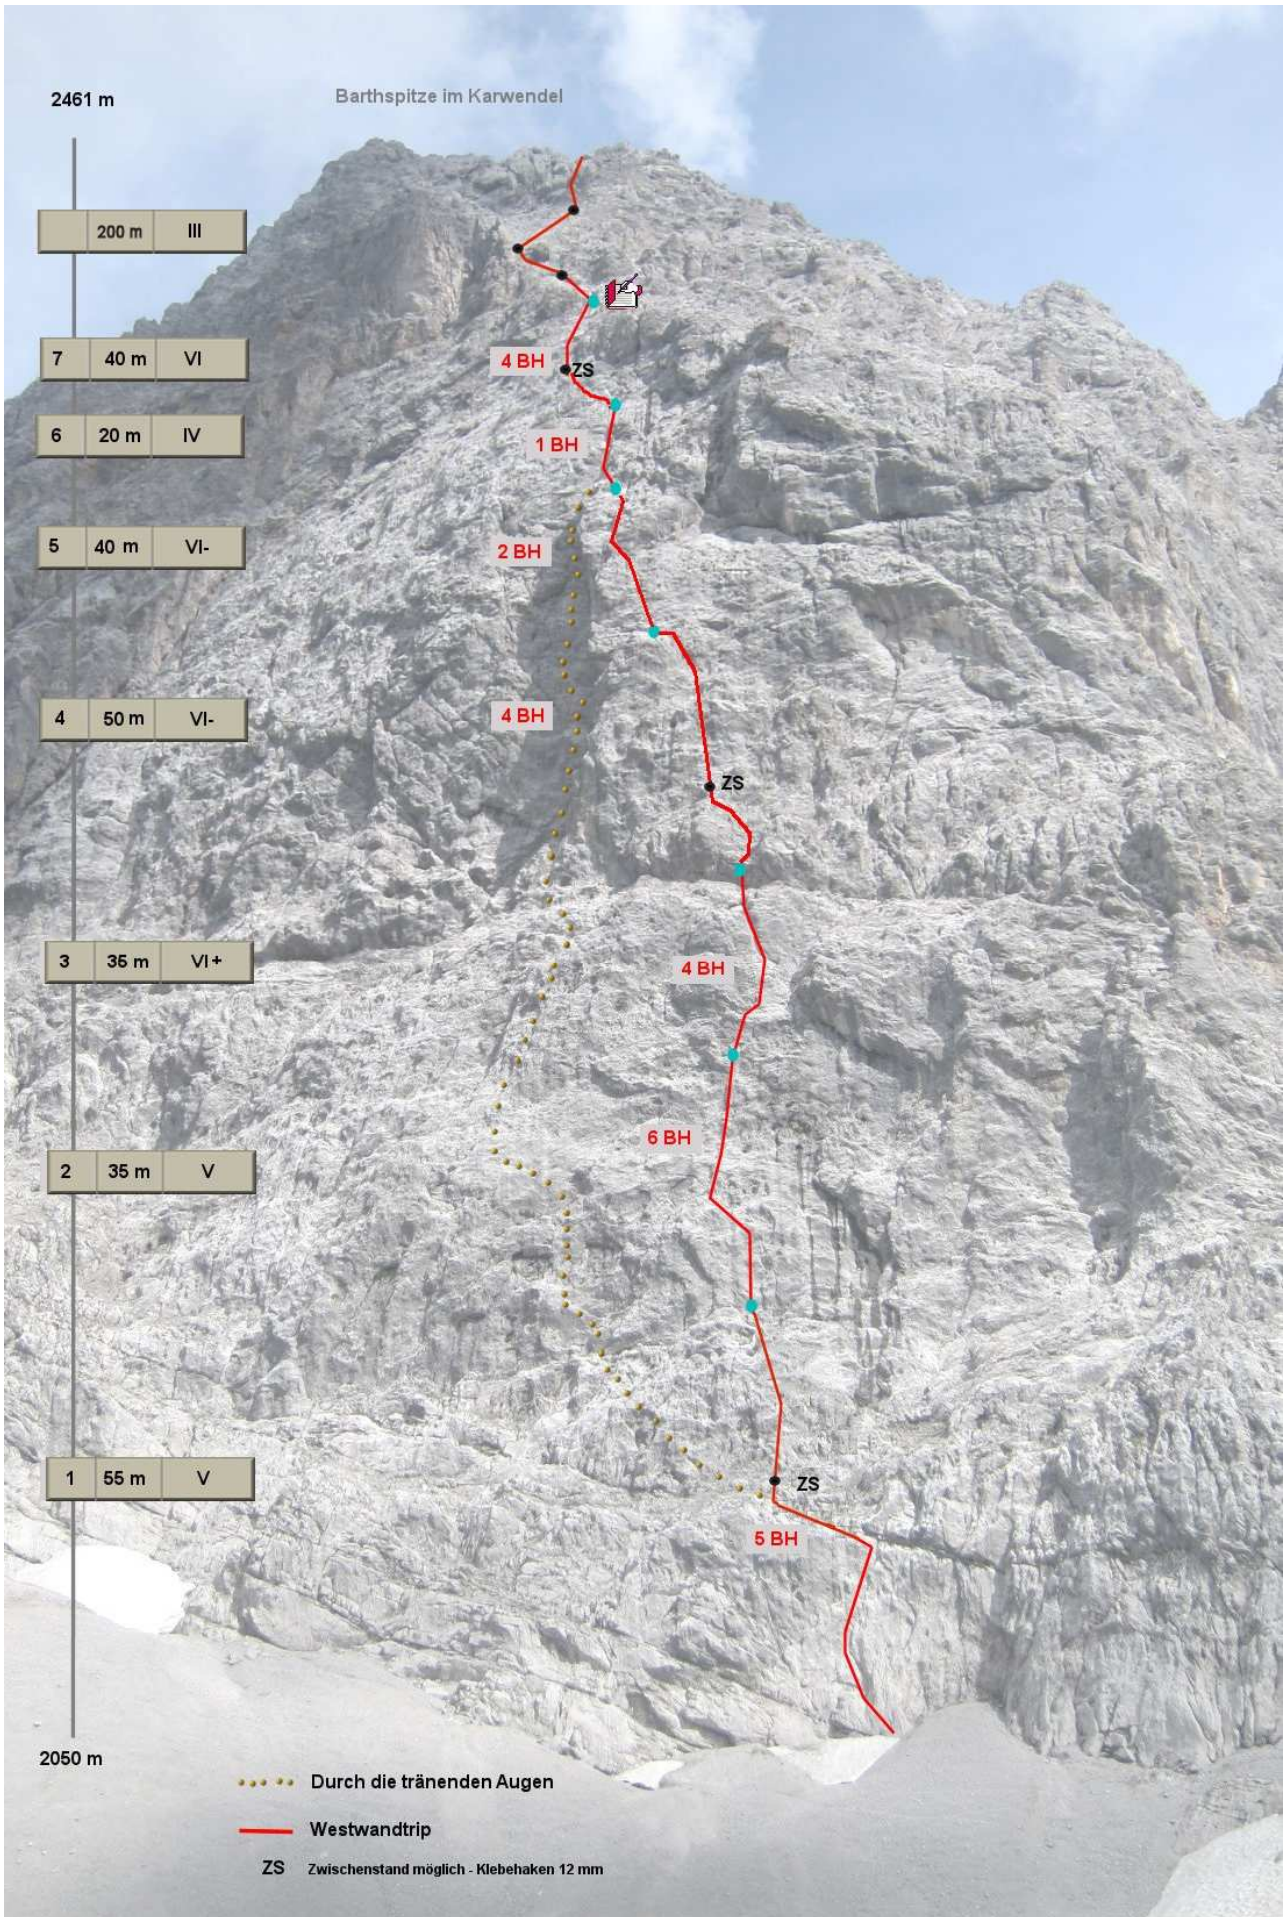 2461 m
Barthspitze im Karwendel
200 m III
7 40 m VI
4 BH
ZS
6 20 m IV
1 BH
5 40 m VI-
2 BH
4 50 m VI-
4 BH
ZS
3 35 m VI+
4 BH
6 BH
2 35 m V
1 55 m V
ZS
5 BH
2050 m
Durch die tränenden Augen
Westwandtrip
ZS Zwischenstand möglich - Klebehaken 12 mm